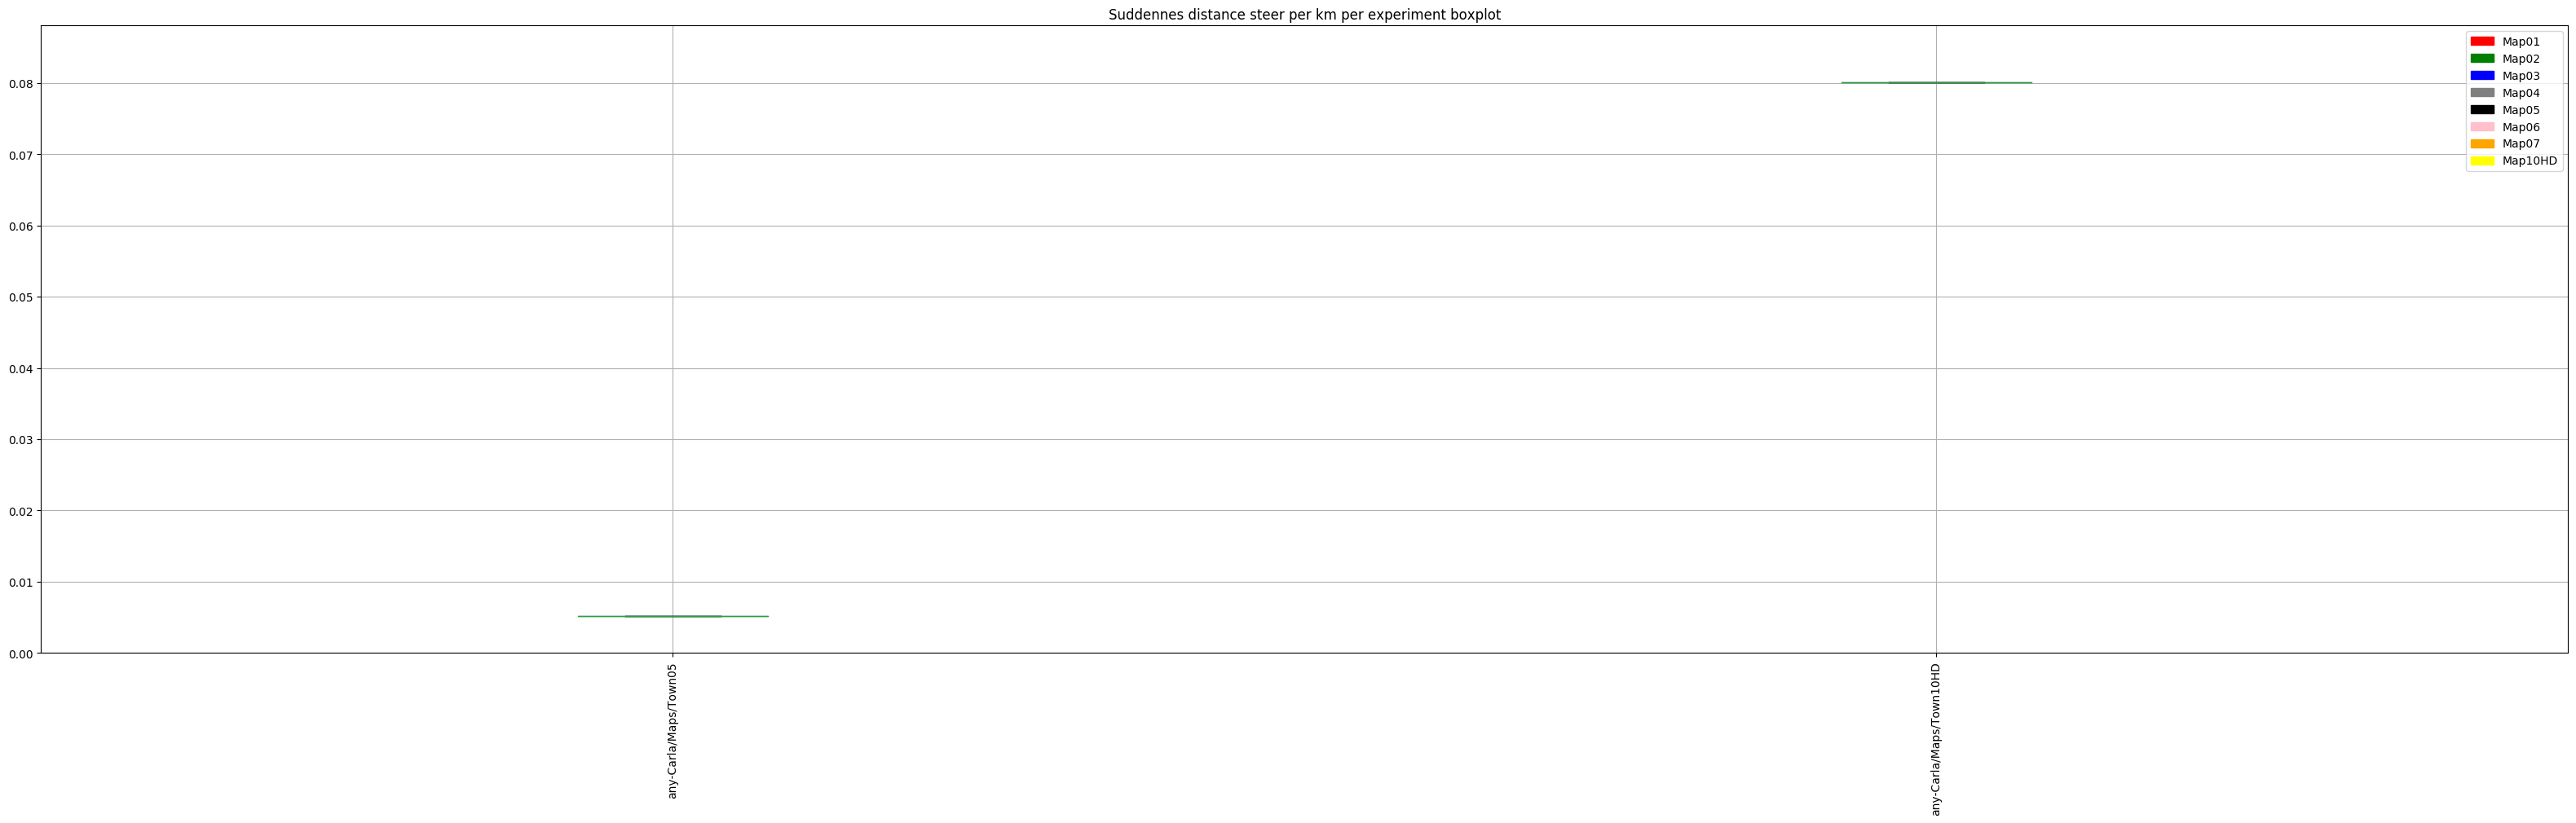 Suddennes distance steer per km per experiment boxplot
Map01
Map02
Map03
Map04
Map05
Map06
Map07
Map10HD
0.08
0.07
0.06
0.05
0.04
0.03
0.02
0.01
0.00
any-Carla/Maps/Town05
any-Carla/Maps/Town10HD